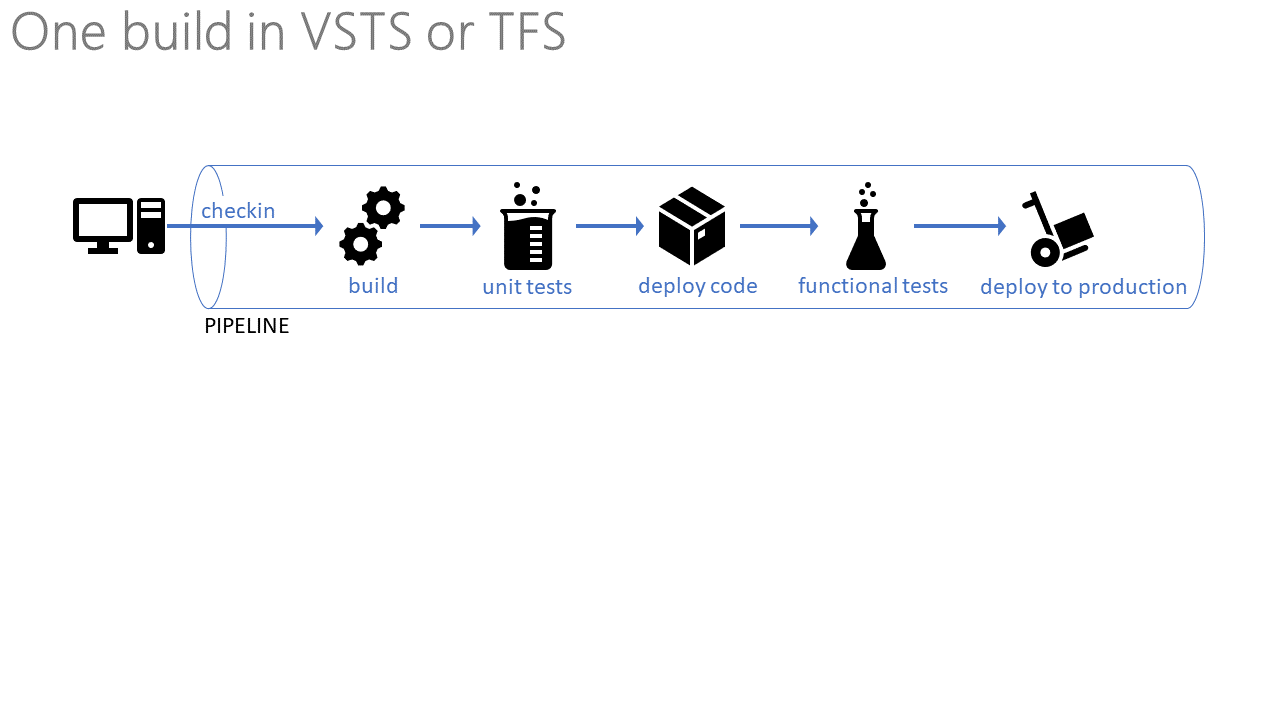 One build in VSTS or TFS
checkin
build
unit tests
deploy code
functional tests
deploy to production
PIPELINE